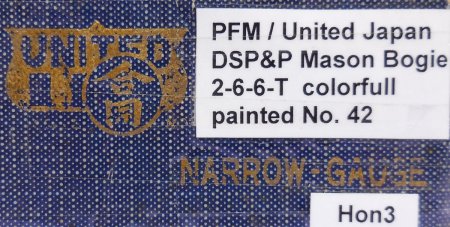 UNITED
合同
PFM / United Japan
DSP&P Mason Bogie
2-6-6-T colorfull
painted No. 42
NARROW-GAUGE
Hon3